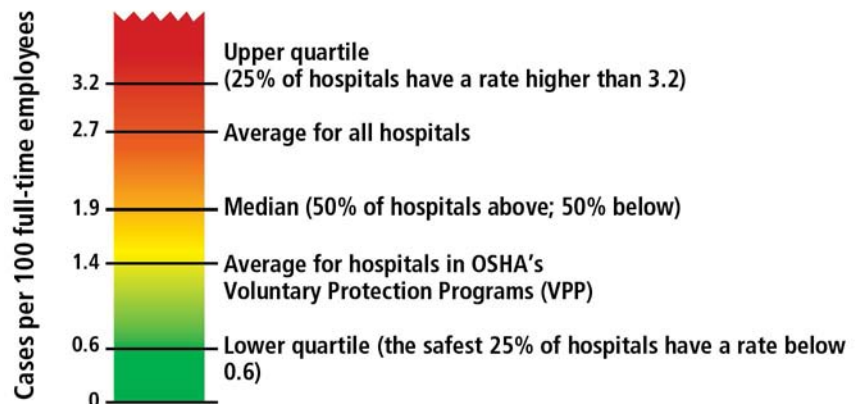 Cases per 100 full-time employees
Upper quartile
3.2 (25% of hospitals have a rate higher than 3.2)
2.7 Average for all hospitals
1.9 Median (50% of hospitals above; 50% below)
1.4 Average for hospitals in OSHA's
Voluntary Protection Programs (VPP)
0.6 Lower quartile (the safest 25% of hospitals have a rate below
0.6)
0